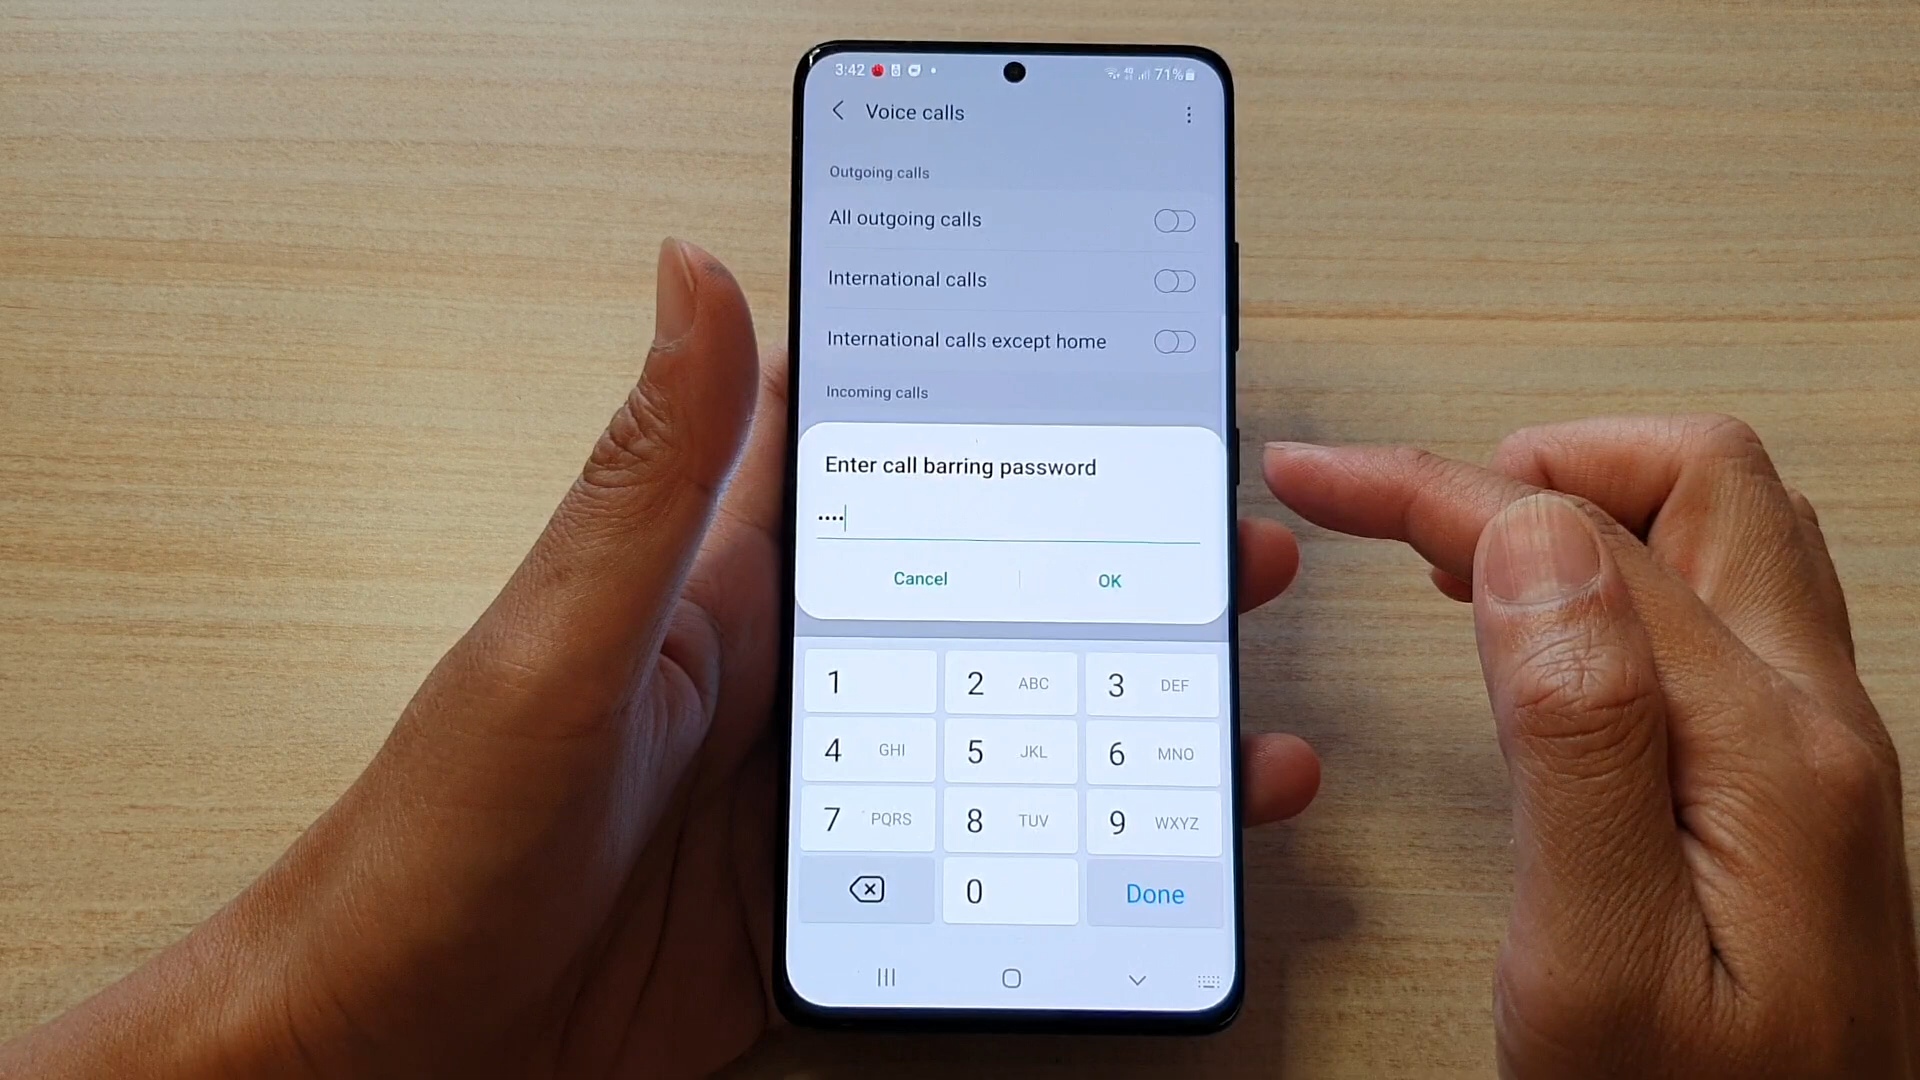 3:42 71%
Voice calls
Outgoing calls
All outgoing calls
International calls
International calls except home
Incoming calls
Enter call barring password
••••
Cancel OK
1 2 ABC 3 DEF
4 GHI 5 JKL 6 MNO
7 PQRS 8 TUV 9 WXYZ
0 Done